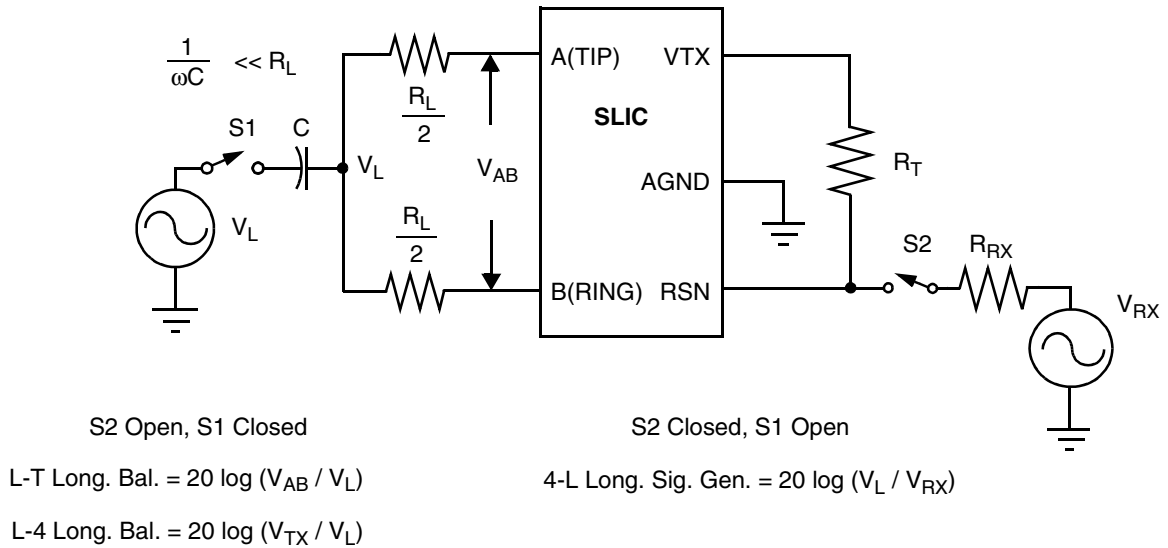 1
ωC
<< R_L
R_L
2
A(TIP)
VTX
SLIC
S1
C
V_L
V_AB
R_T
V_L
AGND
R_L
2
S2
R_RX
B(RING)
RSN
V_RX
S2 Open, S1 Closed
S2 Closed, S1 Open
L-T Long. Bal. = 20 log (V_AB / V_L)
4-L Long. Sig. Gen. = 20 log (V_L / V_RX)
L-4 Long. Bal. = 20 log (V_TX / V_L)